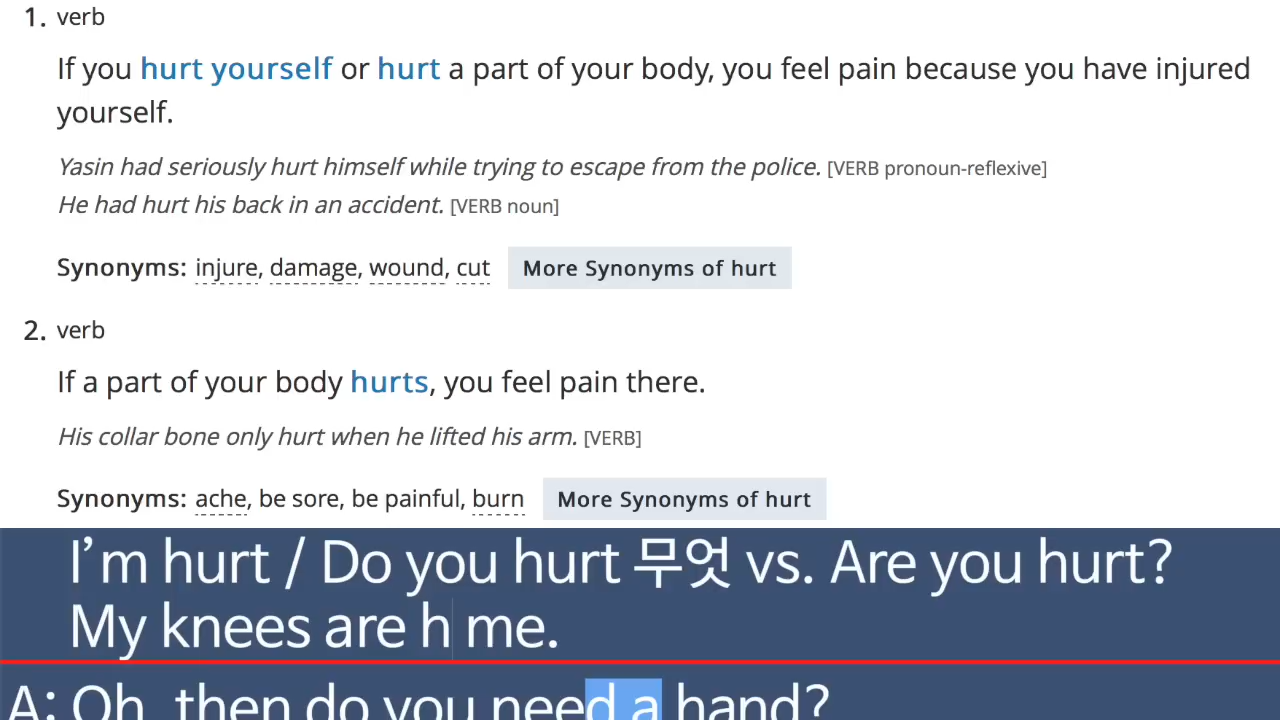 1. verb
If you hurt yourself or hurt a part of your body, you feel pain because you have injured
yourself.
Yasin had seriously hurt himself while trying to escape from the police. [VERB pronoun-reflexive]
He had hurt his back in an accident. [VERB noun]
Synonyms: injure, damage, wound, cut More Synonyms of hurt
2. verb
If a part of your body hurts, you feel pain there.
His collar bone only hurt when he lifted his arm. [VERB]
Synonyms: ache, be sore, be painful, burn More Synonyms of hurt
I’m hurt / Do you hurt 무엇 vs. Are you hurt?
My knees are h me.
A: Oh, then do you need a hand?